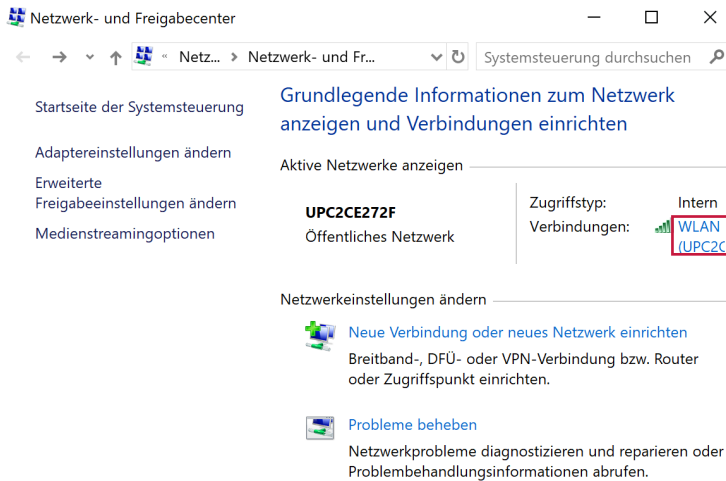 Netzwerk- und Freigabecenter
« Netz... > Netzwerk- und Fr...
Systemsteuerung durchsuchen
Startseite der Systemsteuerung
Adaptereinstellungen ändern
Erweiterte
Freigabeeinstellungen ändern
Medienstreamingoptionen
Grundlegende Informationen zum Netzwerk
anzeigen und Verbindungen einrichten
Aktive Netzwerke anzeigen
UPC2CE272F
Öffentliches Netzwerk
Zugriffstyp: Intern
Verbindungen: WLAN
(UPC2C
Netzwerkeinstellungen ändern
Neue Verbindung oder neues Netzwerk einrichten
Breitband-, DFÜ- oder VPN-Verbindung bzw. Router
oder Zugriffspunkt einrichten.
Probleme beheben
Netzwerkprobleme diagnostizieren und reparieren oder
Problembehandlungsinformationen abrufen.